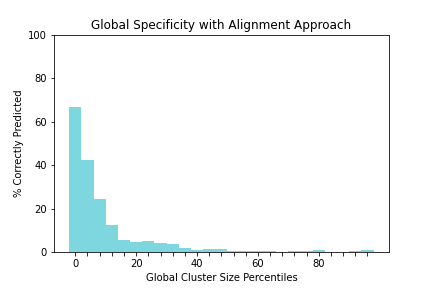 Global Specificity with Alignment Approach
100
80
60
40
20
0
% Correctly Predicted
0 20 40 60 80
Global Cluster Size Percentiles